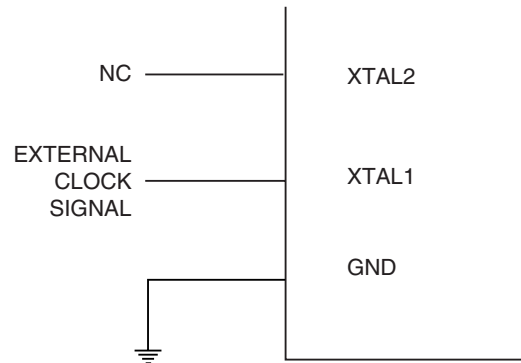 NC
XTAL2
EXTERNAL
CLOCK
SIGNAL
XTAL1
GND